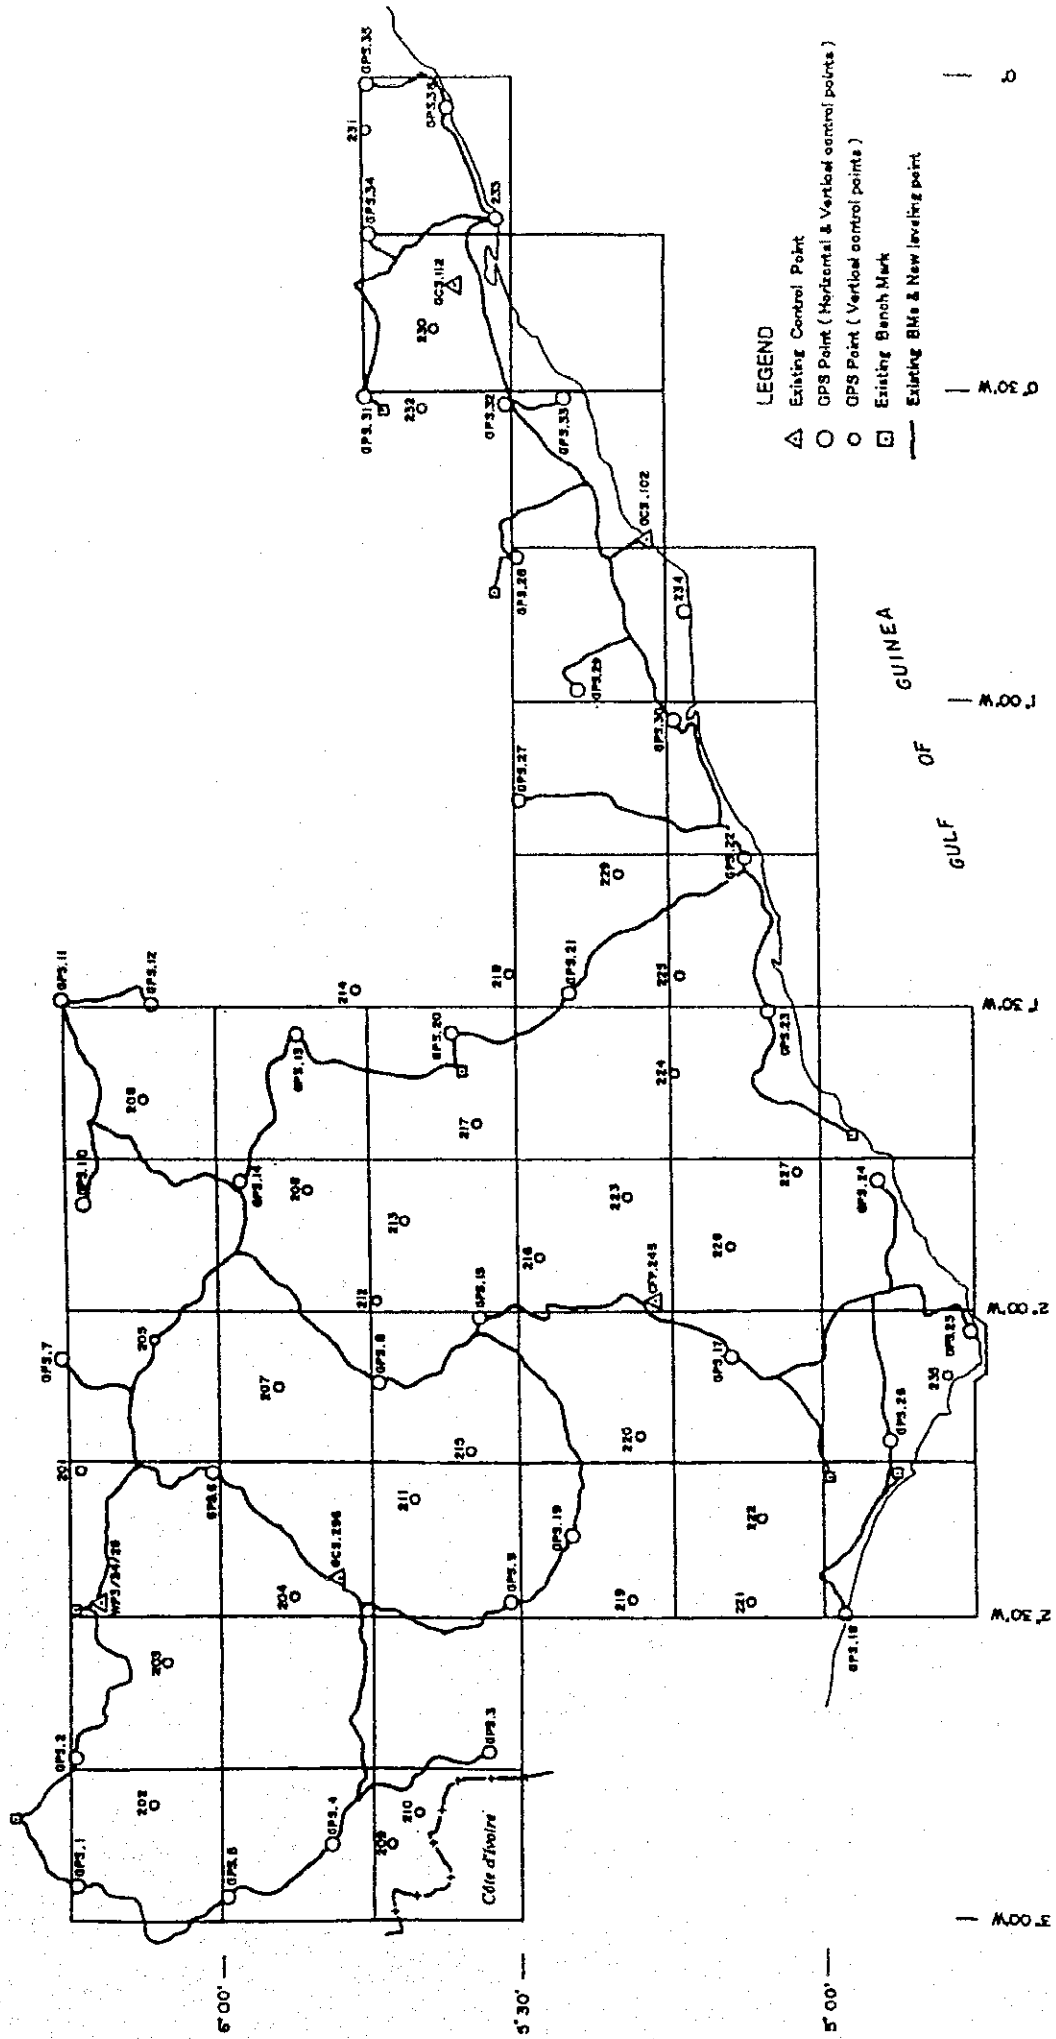 GPS.35
231
GPS.34
GPS.36
233
GCS.112
230
GPS.31
232
GPS.32
GPS.33
GCS.102
GPS.28
234
GPS.29
GPS.30
GPS.27
GPS.22
229
GPS.11
GPS.12
214
218
GPS.21
225
GPS.13
GPS.20
GPS.23
208
224
217
GPS.10
GPS.14
213
223
227
GPS.24
216
226
212
GPS.15
CFP.245
GPS.7
205
GPS.8
GPS.17
GPS.25
235
207
201
215
220
GPS.26
GPS.6
211
GPS.19
222
GCS.296
204
GPS.9
219
221
GPS.18
203
GPS.2
GPS.3
202
GPS.4
210
209
GPS.1
GPS.5
Côte d'Ivoire
GULF OF GUINEA
LEGEND
Existing Control Point
GPS Point ( Horizontal & Vertical control points )
GPS Point ( Vertical control points )
Existing Bench Mark
Existing BMs & New leveling point
0°
0°30'W
1°00'W
1°30'W
2°00'W
2°30'W
3°00'W
6°00'
5°30'
5°00'